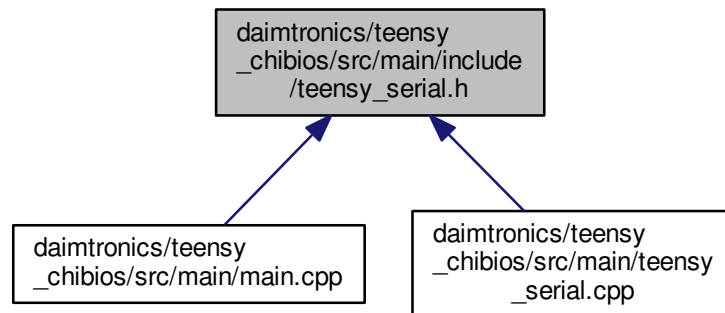 daimtronics/teensy
_chibios/src/main/include
/teensy_serial.h
daimtronics/teensy
_chibios/src/main/main.cpp
daimtronics/teensy
_chibios/src/main/teensy
_serial.cpp